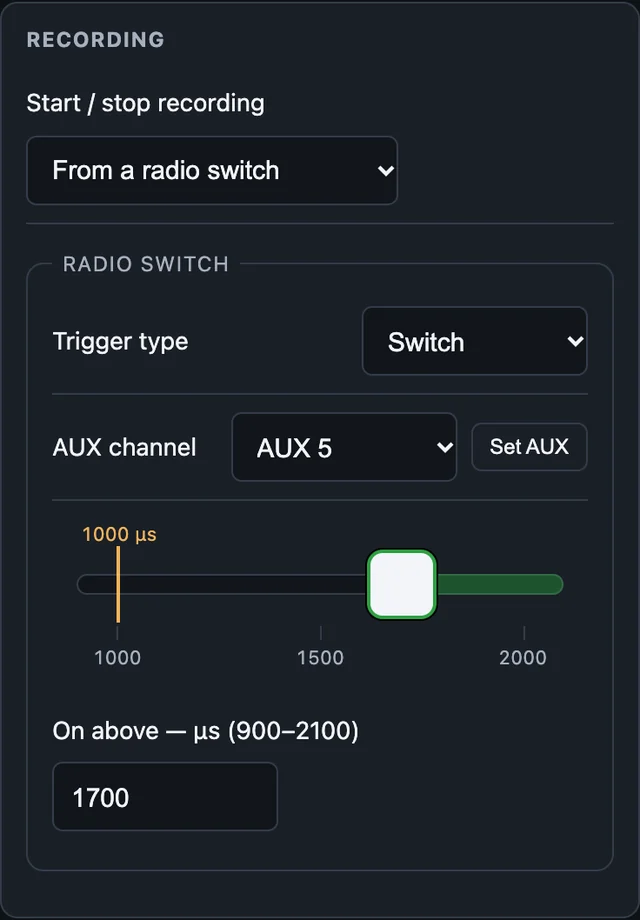 RECORDING
Start / stop recording
From a radio switch
RADIO SWITCH
Trigger type
Switch
AUX channel
AUX 5
Set AUX
1000 µs
1000
1500
2000
On above — µs (900–2100)
1700